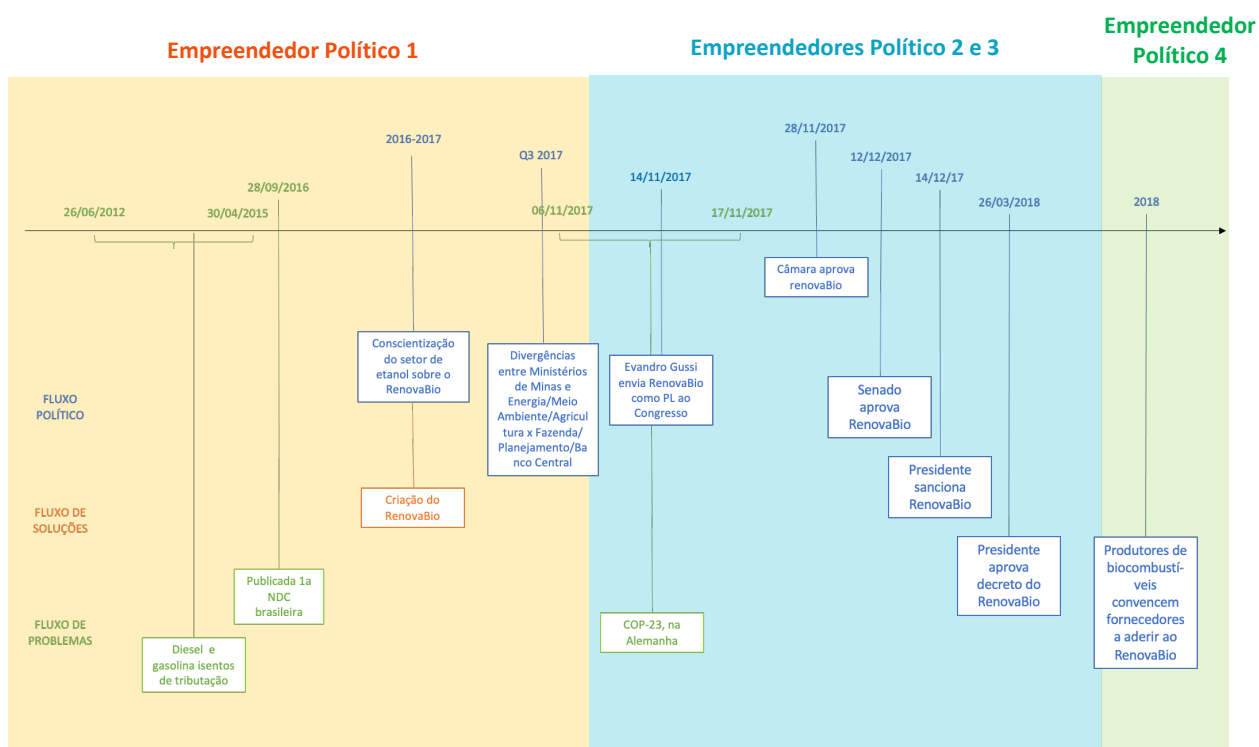 Empreendedor Político 1
Empreendedores Político 2 e 3
Empreendedor
Político 4
26/06/2012
30/04/2015
28/09/2016
2016-2017
Q3 2017
06/11/2017
14/11/2017
17/11/2017
28/11/2017
12/12/2017
14/12/17
26/03/2018
2018
Câmara aprova
renovaBio
FLUXO
POLÍTICO
Conscientização
do setor de
etanol sobre o
RenovaBio
Divergências
entre Ministérios
de Minas e
Energia/Meio
Ambiente/Agricul
tura x Fazenda/
Planejamento/Ba
nco Central
Evandro Gussi
envia RenovaBio
como PL ao
Congresso
Senado
aprova
RenovaBio
Presidente
sanciona
RenovaBio
FLUXO DE
SOLUÇÕES
Criação do
RenovaBio
Presidente
aprova
decreto do
RenovaBio
Produtores de
biocombustí-
veis
convencem
fornecedores
a aderir ao
RenovaBio
FLUXO DE
PROBLEMAS
Publicada 1a
NDC
brasileira
COP-23, na
Alemanha
Diesel e
gasolina isentos
de tributação